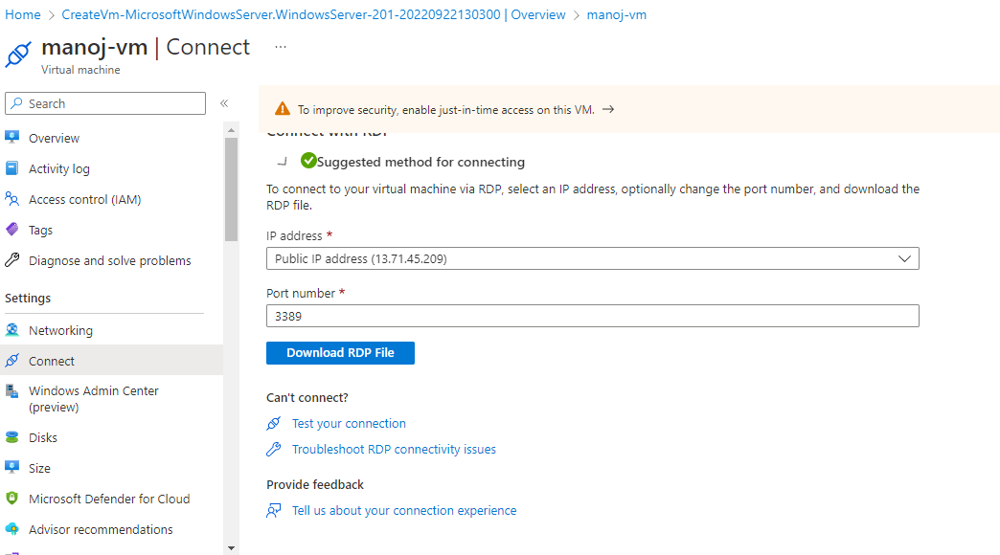 Home > CreateVm-MicrosoftWindowsServer.WindowsServer-201-20220922130300 | Overview > manoj-vm
manoj-vm | Connect ...
Virtual machine
Search «
Overview
Activity log
Access control (IAM)
Tags
Diagnose and solve problems
Settings
Networking
Connect
Windows Admin Center
(preview)
Disks
Size
Microsoft Defender for Cloud
Advisor recommendations
To improve security, enable just-in-time access on this VM. →
Connect with RDP
Suggested method for connecting
To connect to your virtual machine via RDP, select an IP address, optionally change the port number, and download the
RDP file.
IP address *
Public IP address (13.71.45.209)
Port number *
3389
Download RDP File
Can't connect?
Test your connection
Troubleshoot RDP connectivity issues
Provide feedback
Tell us about your connection experience